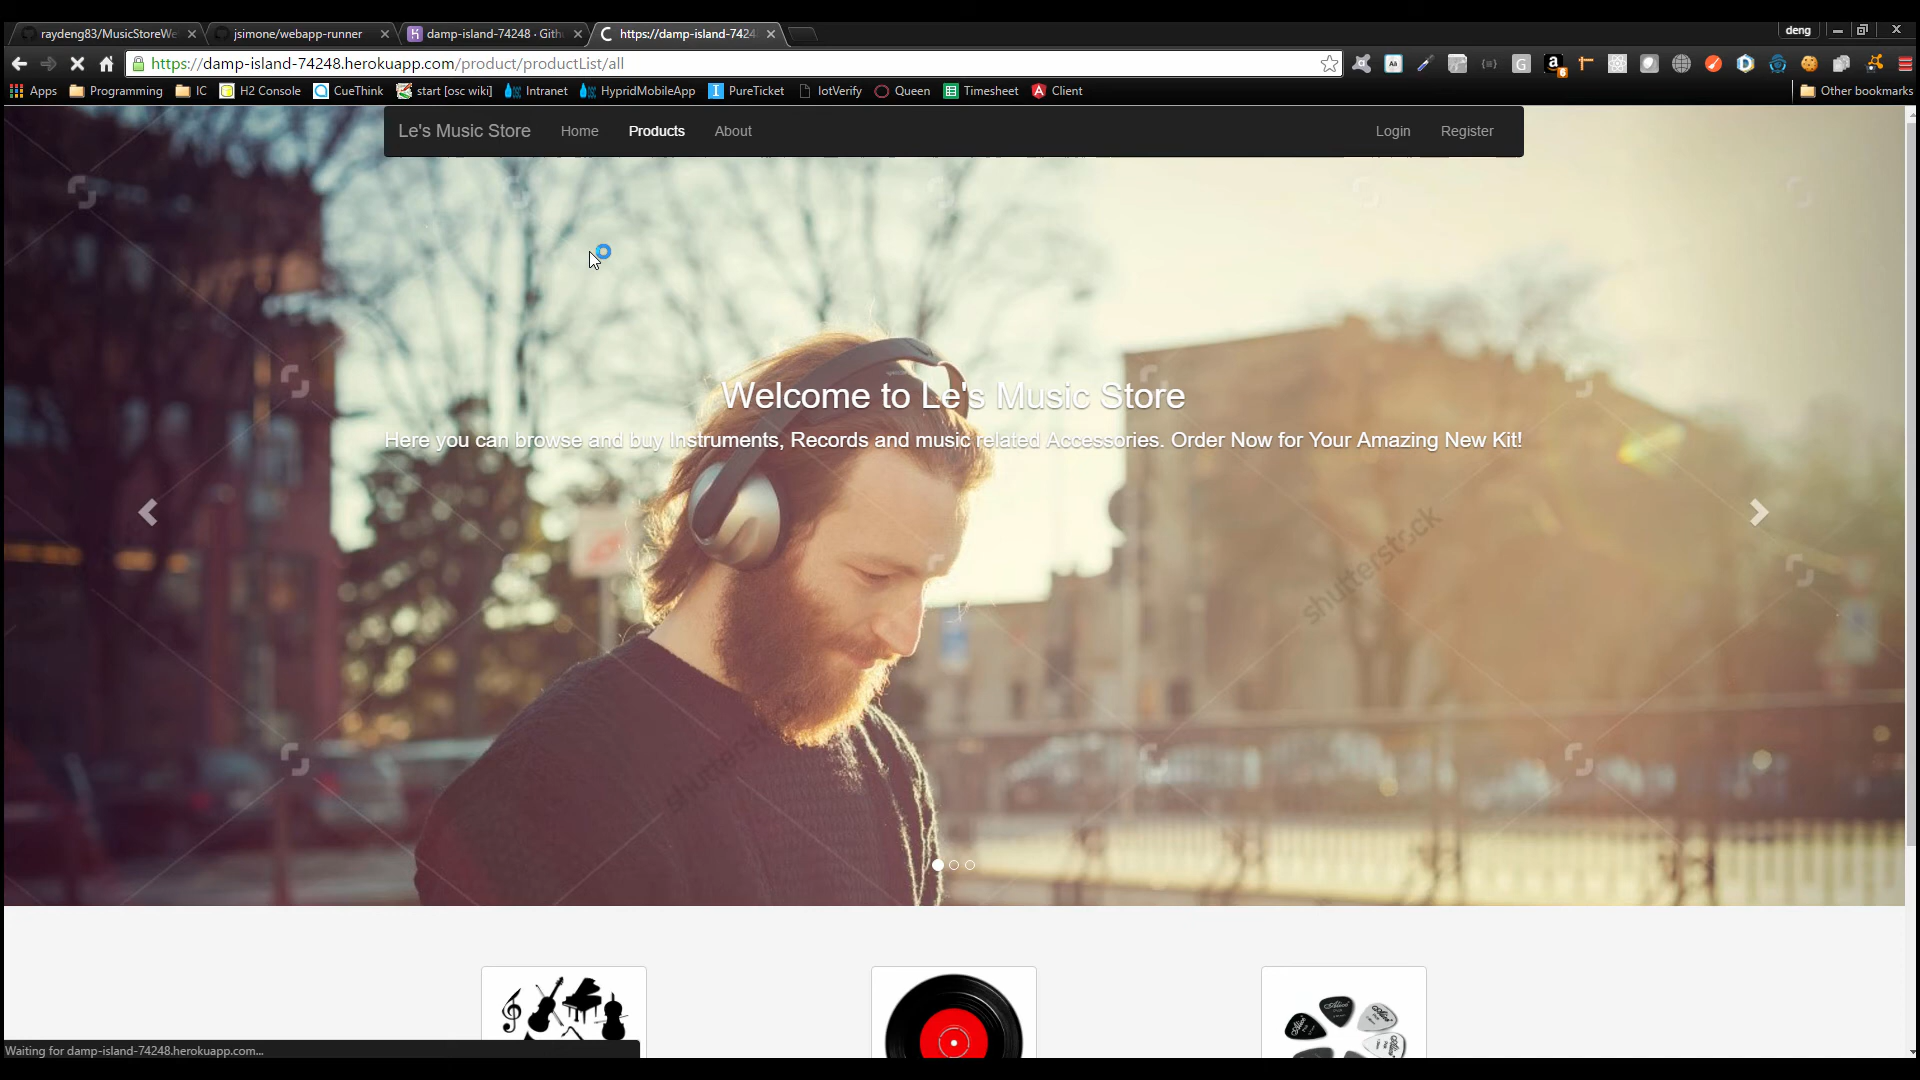 raydeng83/MusicStoreWe
jsimone/webapp-runner
damp-island-74248 · Gith
https://damp-island-7424
deng
https://damp-island-74248.herokuapp.com/product/productList/all
Apps Programming IC H2 Console CueThink start [osc wiki] Intranet HypridMobileApp PureTicket IotVerify Queen Timesheet Client Other bookmarks
Le's Music Store Home Products About Login Register
Welcome to Le's Music Store
Here you can browse and buy Instruments, Records and music related Accessories. Order Now for Your Amazing New Kit!
shutterstock
Waiting for damp-island-74248.herokuapp.com...